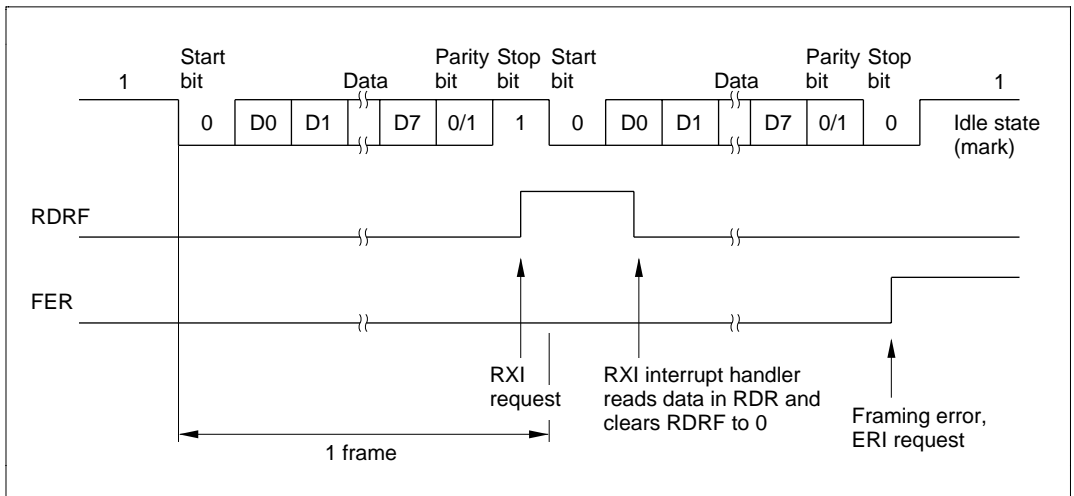 Start Parity Stop Start Parity Stop
1 bit Data bit bit bit Data bit bit 1
0 D0 D1 D7 0/1 1 0 D0 D1 D7 0/1 0 Idle state
(mark)
RDRF
FER
RXI
request
RXI interrupt handler
reads data in RDR and
clears RDRF to 0
Framing error,
ERI request
1 frame